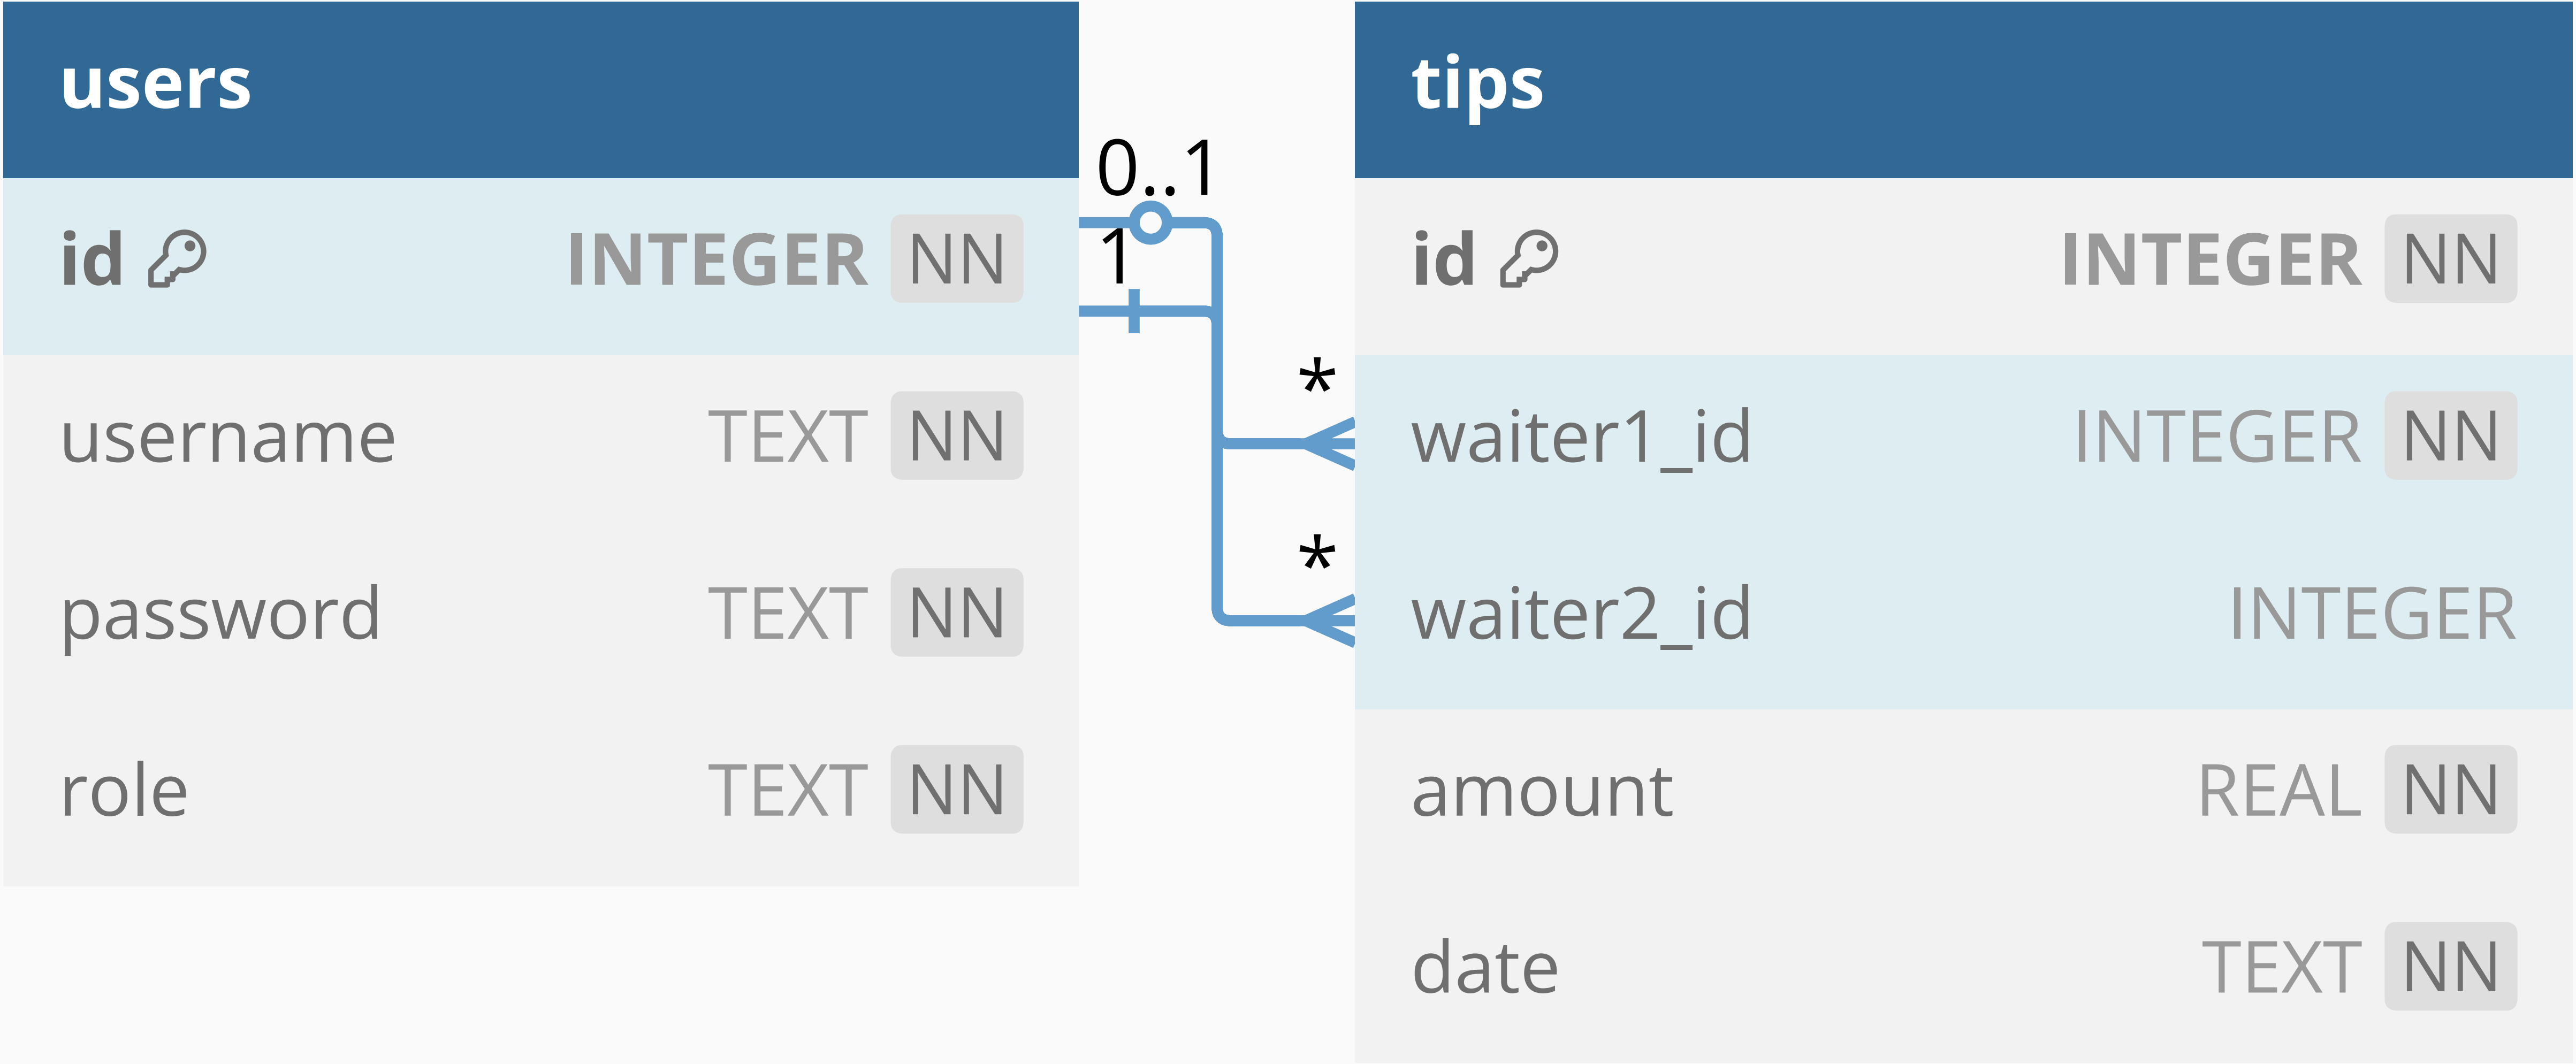 users
id INTEGER NN
username TEXT NN
password TEXT NN
role TEXT NN
0..1
1
*
*
tips
id INTEGER NN
waiter1_id INTEGER NN
waiter2_id INTEGER
amount REAL NN
date TEXT NN